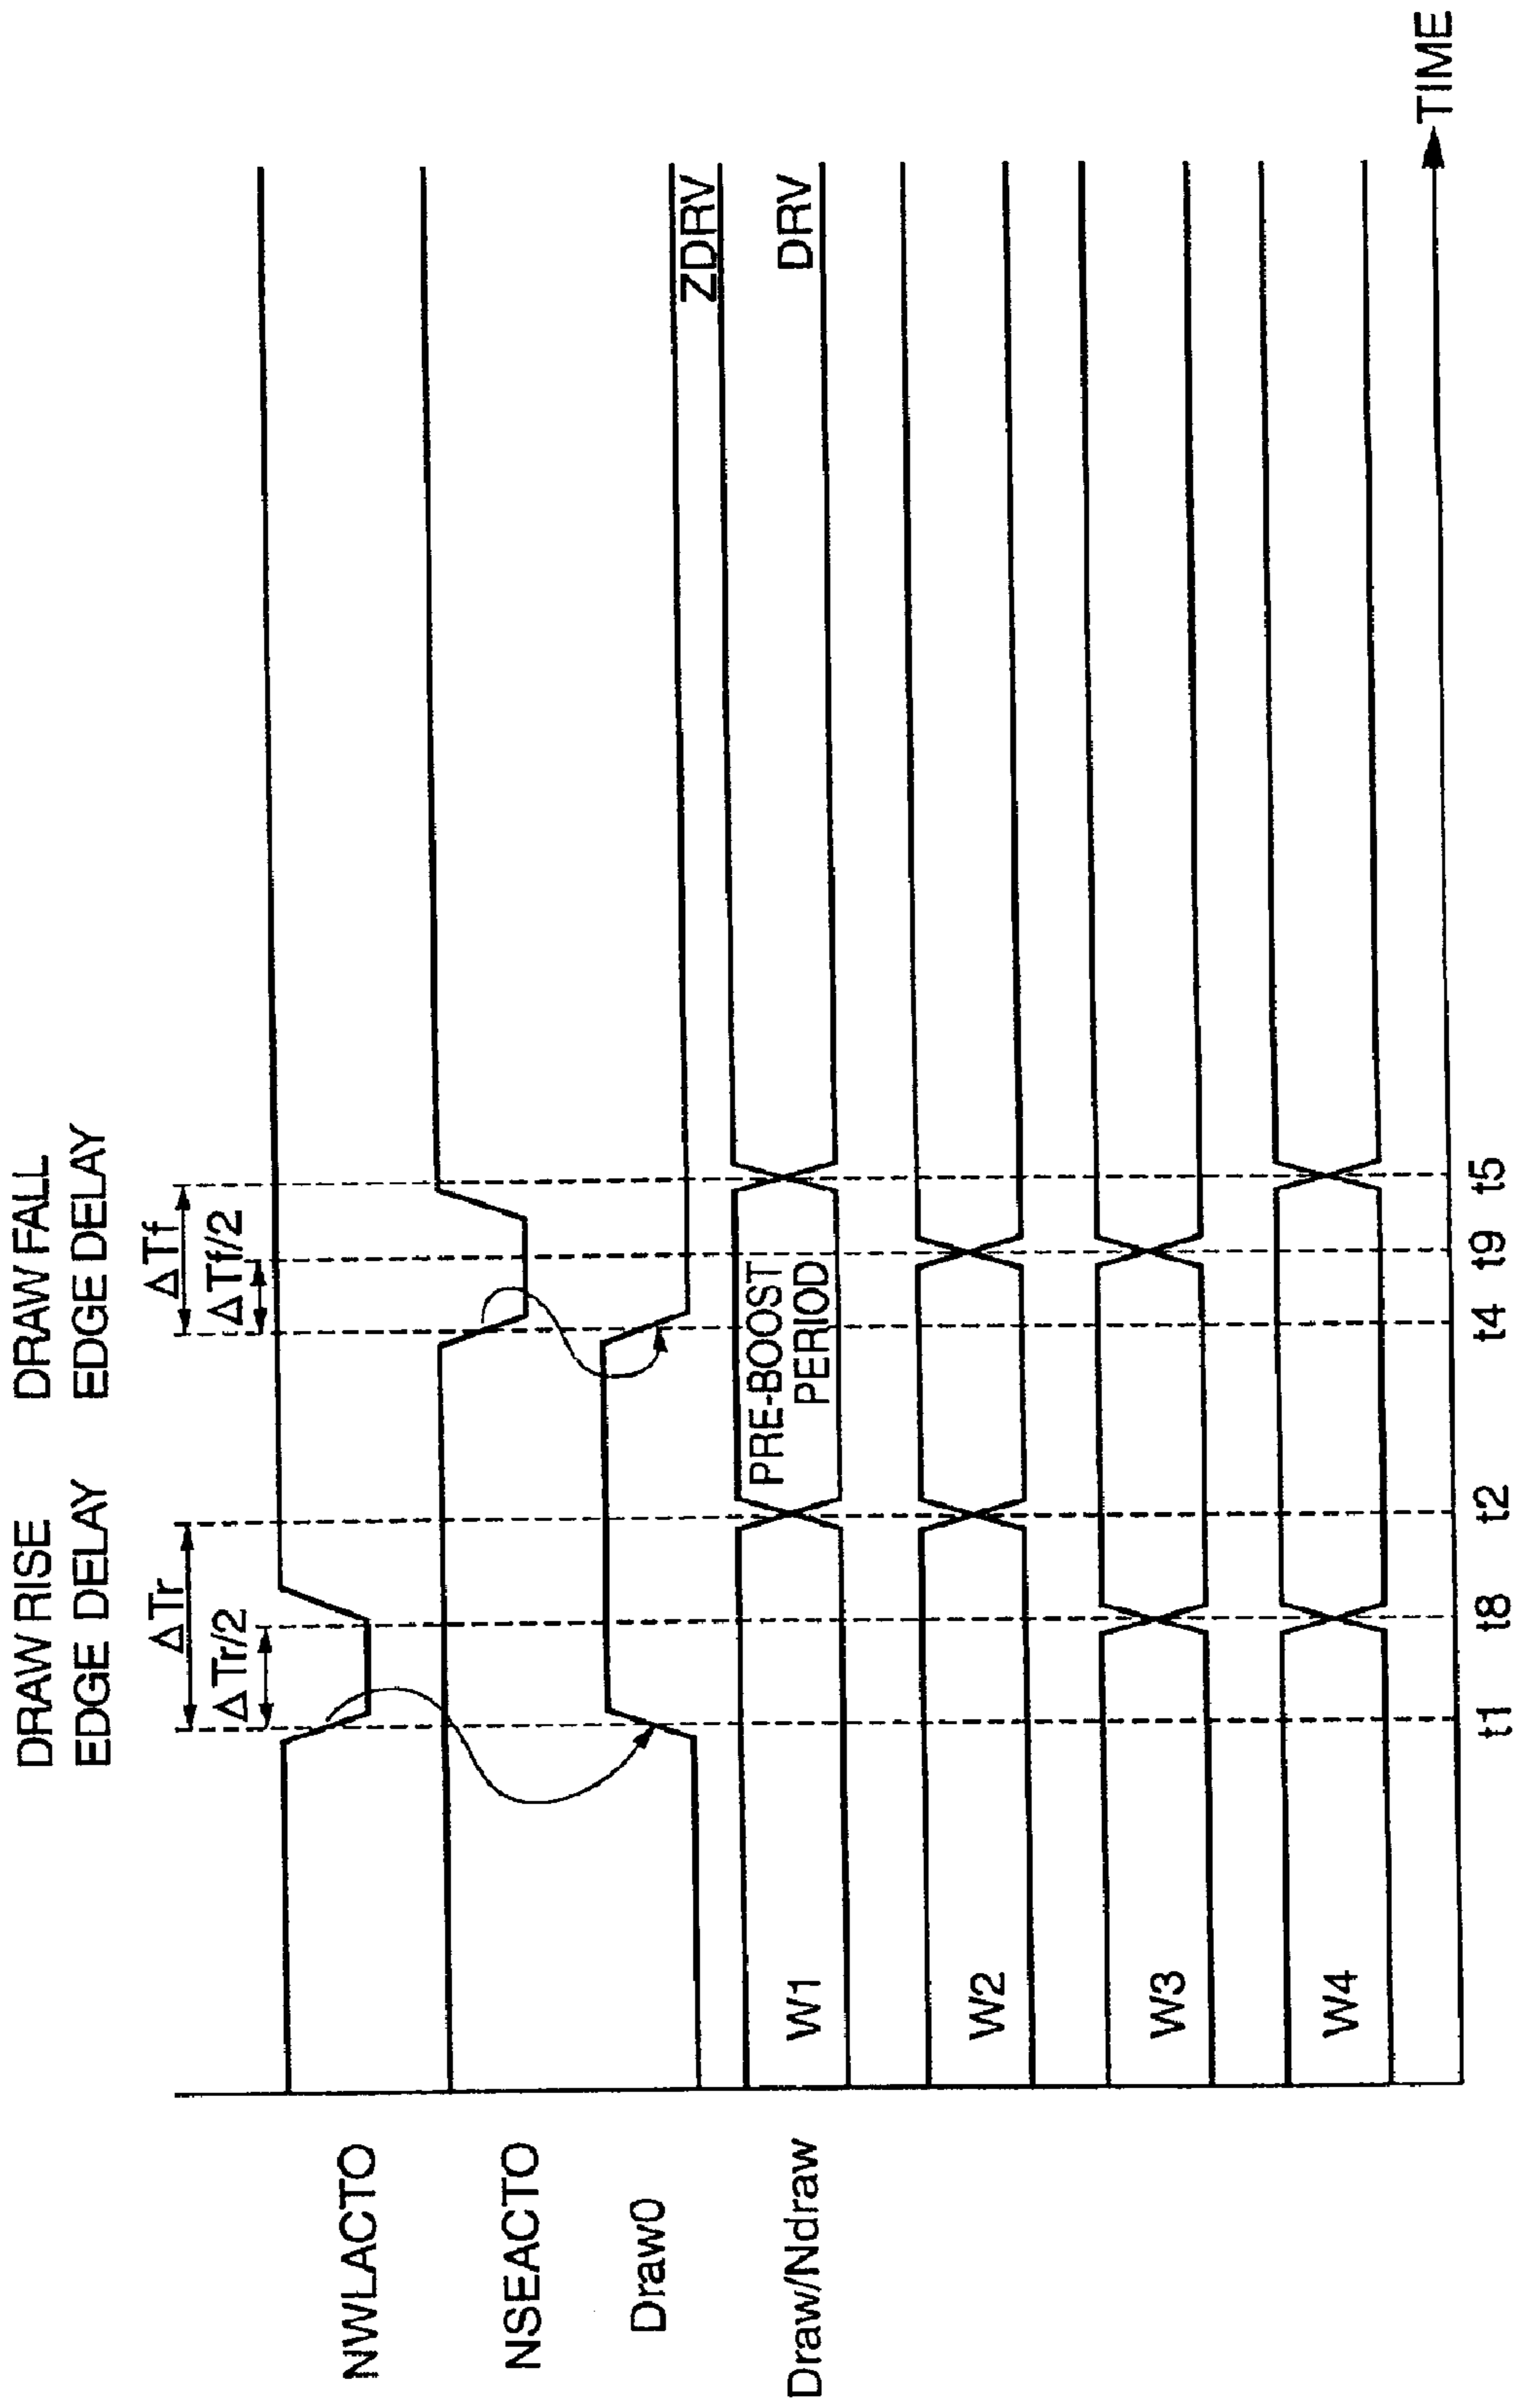 DRAW RISE
EDGE DELAY
DRAW FALL
EDGE DELAY
ΔTr
ΔTf
ΔTr/2
ΔTf/2
NWLACTO
NSEACTO
Draw0
ZDRV
Draw/Ndraw
W1
PRE-BOOST
PERIOD
DRV
W2
W3
W4
TIME
t1
t8
t2
t4
t9
t5